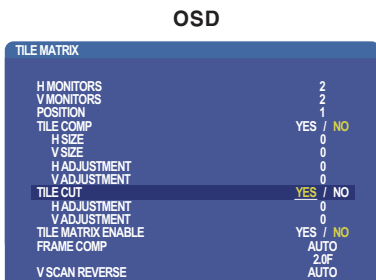 OSD
TILE MATRIX
H MONITORS 2
V MONITORS 2
POSITION 1
TILE COMP YES / NO
H SIZE 0
V SIZE 0
H ADJUSTMENT 0
V ADJUSTMENT 0
TILE CUT YES / NO
H ADJUSTMENT 0
V ADJUSTMENT 0
TILE MATRIX ENABLE YES / NO
FRAME COMP AUTO
2.0F
V SCAN REVERSE AUTO